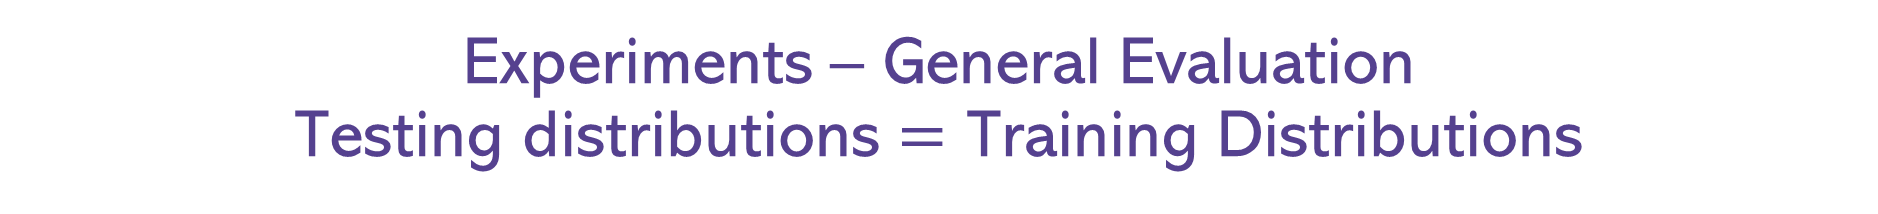 Experiments – General Evaluation
Testing distributions = Training Distributions